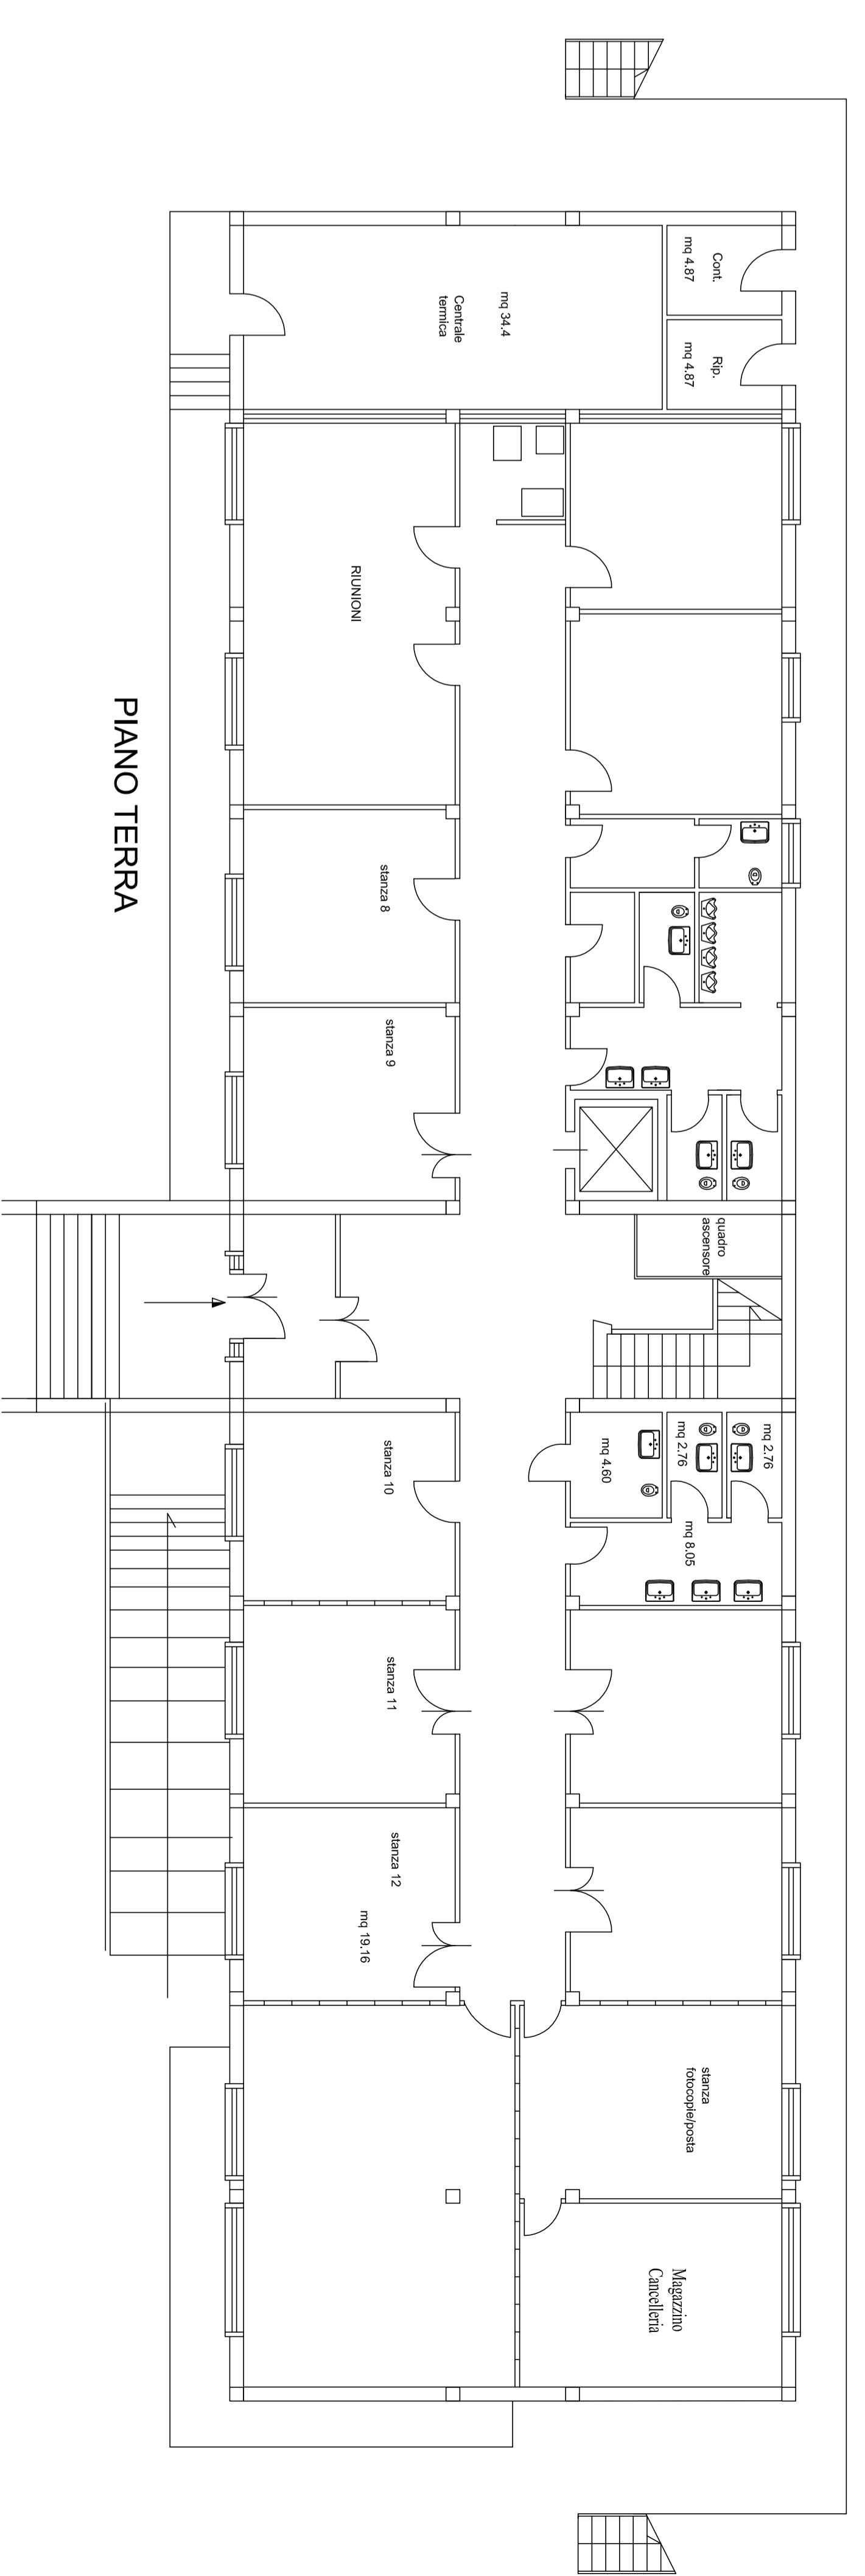 Cont.
mq 4.87
Rip.
mq 4.87
quadro
ascensore
mq 2.76
mq 2.76
mq 4.60
mq 8.05
stanza
fotocopie/posta
Magazzino
Cancelleria
mq 34.4
Centrale
termica
RIUNIONI
stanza 8
stanza 9
stanza 10
stanza 11
stanza 12
mq 19.16
PIANO TERRA